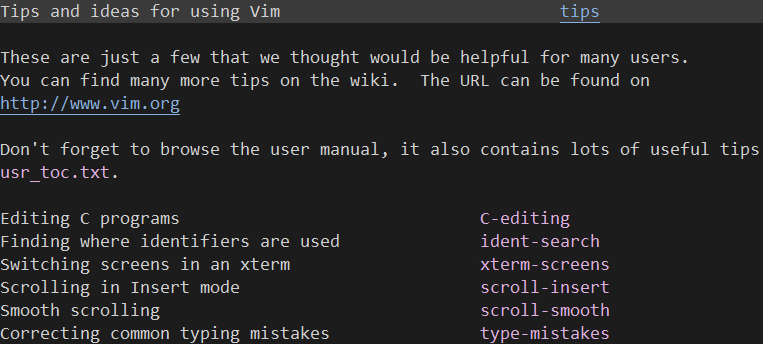 Tips and ideas for using Vim tips
These are just a few that we thought would be helpful for many users.
You can find many more tips on the wiki. The URL can be found on
http://www.vim.org
Don't forget to browse the user manual, it also contains lots of useful tips
usr_toc.txt.
Editing C programs C-editing
Finding where identifiers are used ident-search
Switching screens in an xterm xterm-screens
Scrolling in Insert mode scroll-insert
Smooth scrolling scroll-smooth
Correcting common typing mistakes type-mistakes